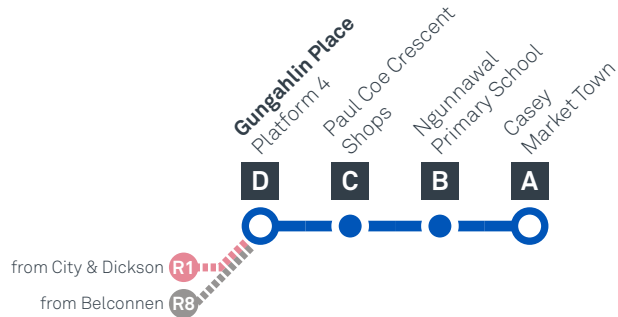 Gungahlin Place
Platform 4
Paul Coe Crescent
Shops
Ngunnawal
Primary School
Casey
Market Town
D
C
B
A
from City & Dickson R1
from Belconnen R8